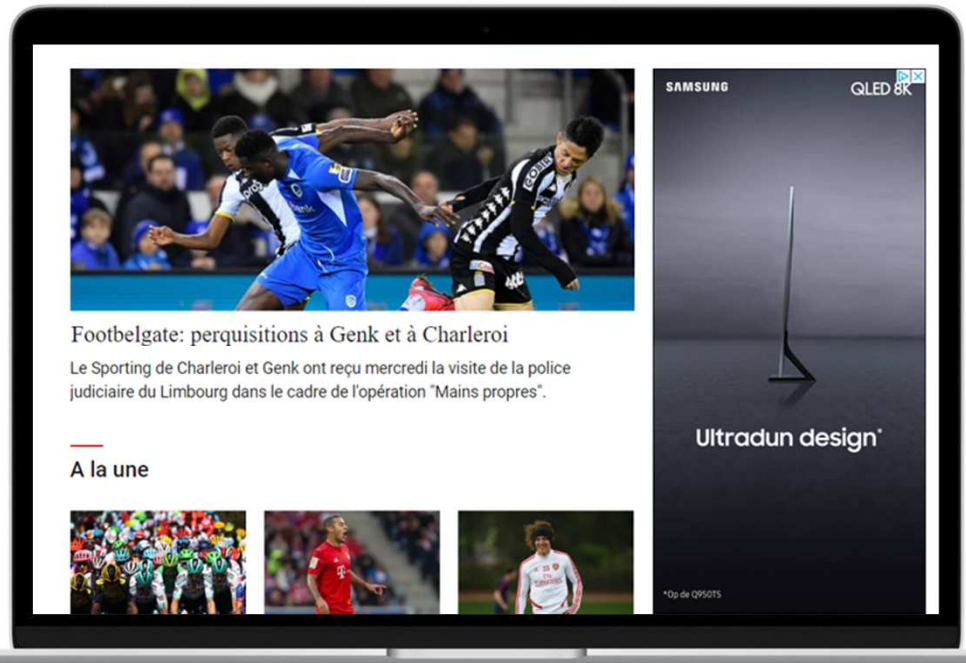 Footbelgate: perquisitions à Genk et à Charleroi
Le Sporting de Charleroi et Genk ont reçu mercredi la visite de la police
judiciaire du Limbourg dans le cadre de l'opération "Mains propres".
A la une
SAMSUNG
QLED 8K
Ultradun design*
*Op de Q950TS
GOBIN
T
Emirates